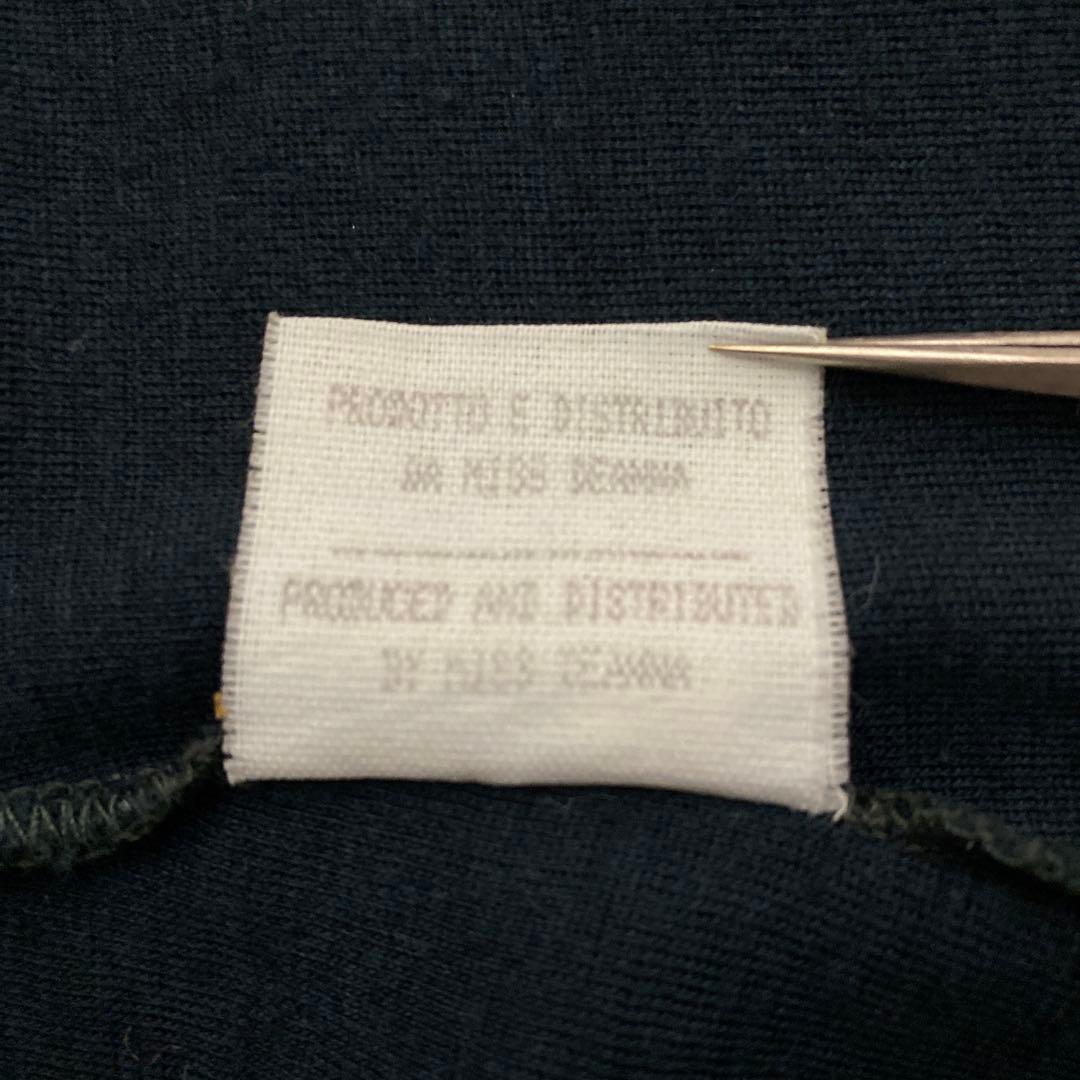 PRODOTTO E DISTRIBUITO
DA MISS DEANNA
PRODUCED AND DISTRIBUTED
BY MISS DEANNA